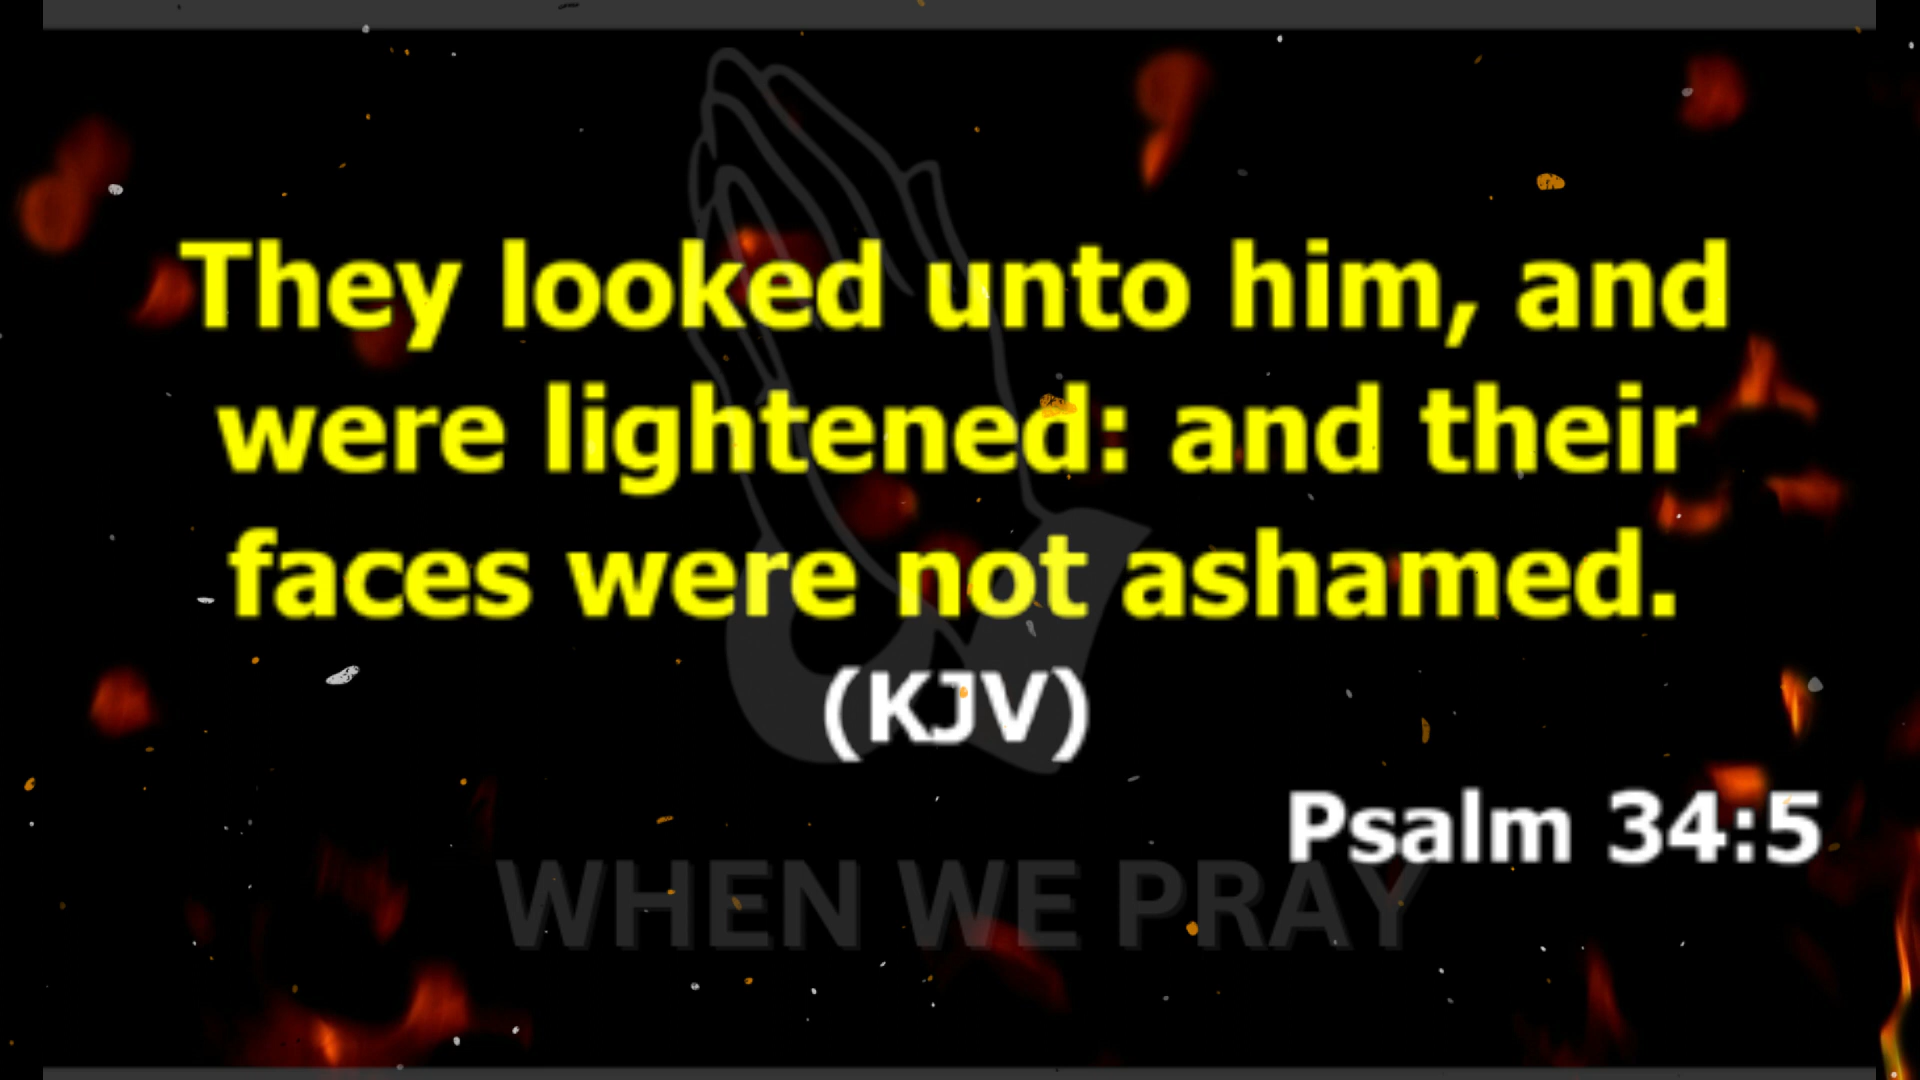 They looked unto him, and
were lightened: and their
faces were not ashamed.
(KJV)
Psalm 34:5
WHEN WE PRAY